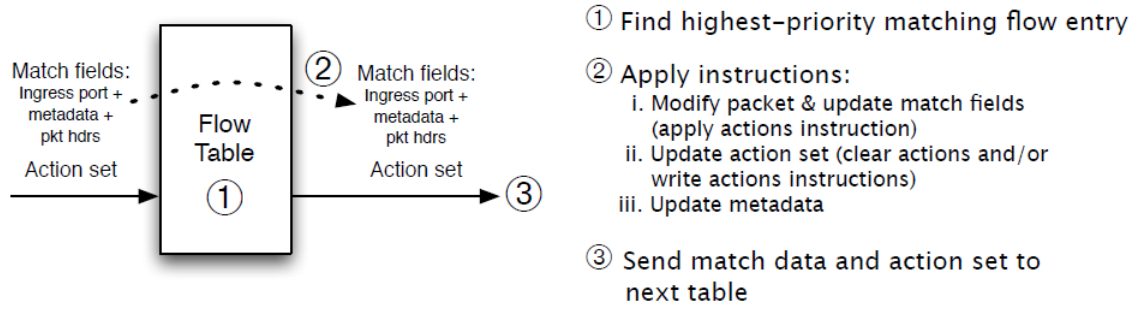 Match fields:
Ingress port +
metadata +
pkt hdrs
Action set
Flow
Table
①
②
Match fields:
Ingress port +
metadata +
pkt hdrs
Action set
③
① Find highest–priority matching flow entry
② Apply instructions:
i. Modify packet & update match fields
(apply actions instruction)
ii. Update action set (clear actions and/or
write actions instructions)
iii. Update metadata
③ Send match data and action set to
next table